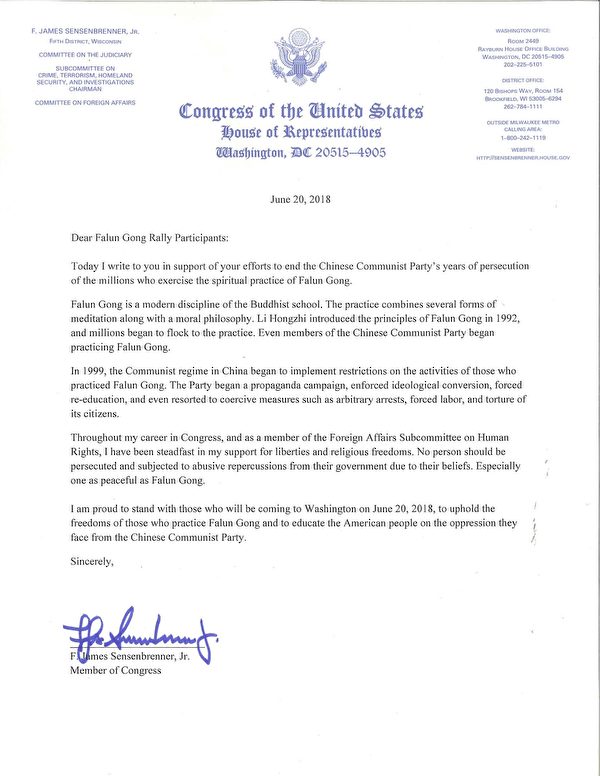 F. JAMES SENSENBRENNER, JR.
FIFTH DISTRICT, WISCONSIN
COMMITTEE ON THE JUDICIARY
SUBCOMMITTEE ON
CRIME, TERRORISM, HOMELAND
SECURITY, AND INVESTIGATIONS
CHAIRMAN
COMMITTEE ON FOREIGN AFFAIRS
WASHINGTON OFFICE:
ROOM 2449
RAYBURN HOUSE OFFICE BUILDING
WASHINGTON, DC 20515-4905
202-225-5101
DISTRICT OFFICE:
120 BISHOPS WAY, ROOM 154
BROOKFIELD, WI 53005-6294
262-784-1111
OUTSIDE MILWAUKEE METRO
CALLING AREA:
1-800-242-1119
WEBSITE:
HTTP://SENSENBRENNER.HOUSE.GOV
Congress of the United States
House of Representatives
Washington, DC 20515–4905
June 20, 2018
Dear Falun Gong Rally Participants:
Today I write to you in support of your efforts to end the Chinese Communist Party's years of persecution
of the millions who exercise the spiritual practice of Falun Gong.
Falun Gong is a modern discipline of the Buddhist school. The practice combines several forms of
meditation along with a moral philosophy. Li Hongzhi introduced the principles of Falun Gong in 1992,
and millions began to flock to the practice. Even members of the Chinese Communist Party began
practicing Falun Gong.
In 1999, the Communist regime in China began to implement restrictions on the activities of those who
practiced Falun Gong. The Party began a propaganda campaign, enforced ideological conversion, forced
re-education, and even resorted to coercive measures such as arbitrary arrests, forced labor, and torture of
its citizens.
Throughout my career in Congress, and as a member of the Foreign Affairs Subcommittee on Human
Rights, I have been steadfast in my support for liberties and religious freedoms. No person should be
persecuted and subjected to abusive repercussions from their government due to their beliefs. Especially
one as peaceful as Falun Gong.
I am proud to stand with those who will be coming to Washington on June 20, 2018, to uphold the
freedoms of those who practice Falun Gong and to educate the American people on the oppression they
face from the Chinese Communist Party.
Sincerely,
F. James Sensenbrenner, Jr.
Member of Congress